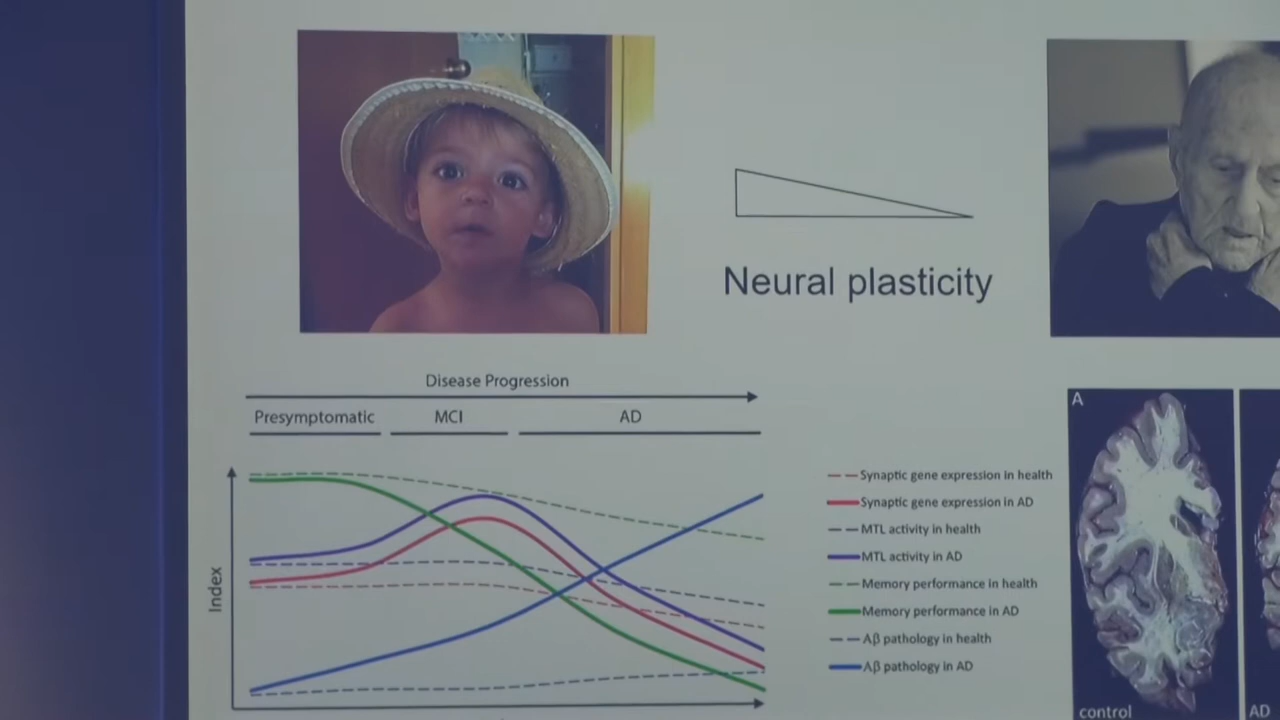 Neural plasticity
Disease Progression
Presymptomatic MCI AD
Index
Synaptic gene expression in health
Synaptic gene expression in AD
MTL activity in health
MTL activity in AD
Memory performance in health
Memory performance in AD
Aβ pathology in health
Aβ pathology in AD
A
control
AD